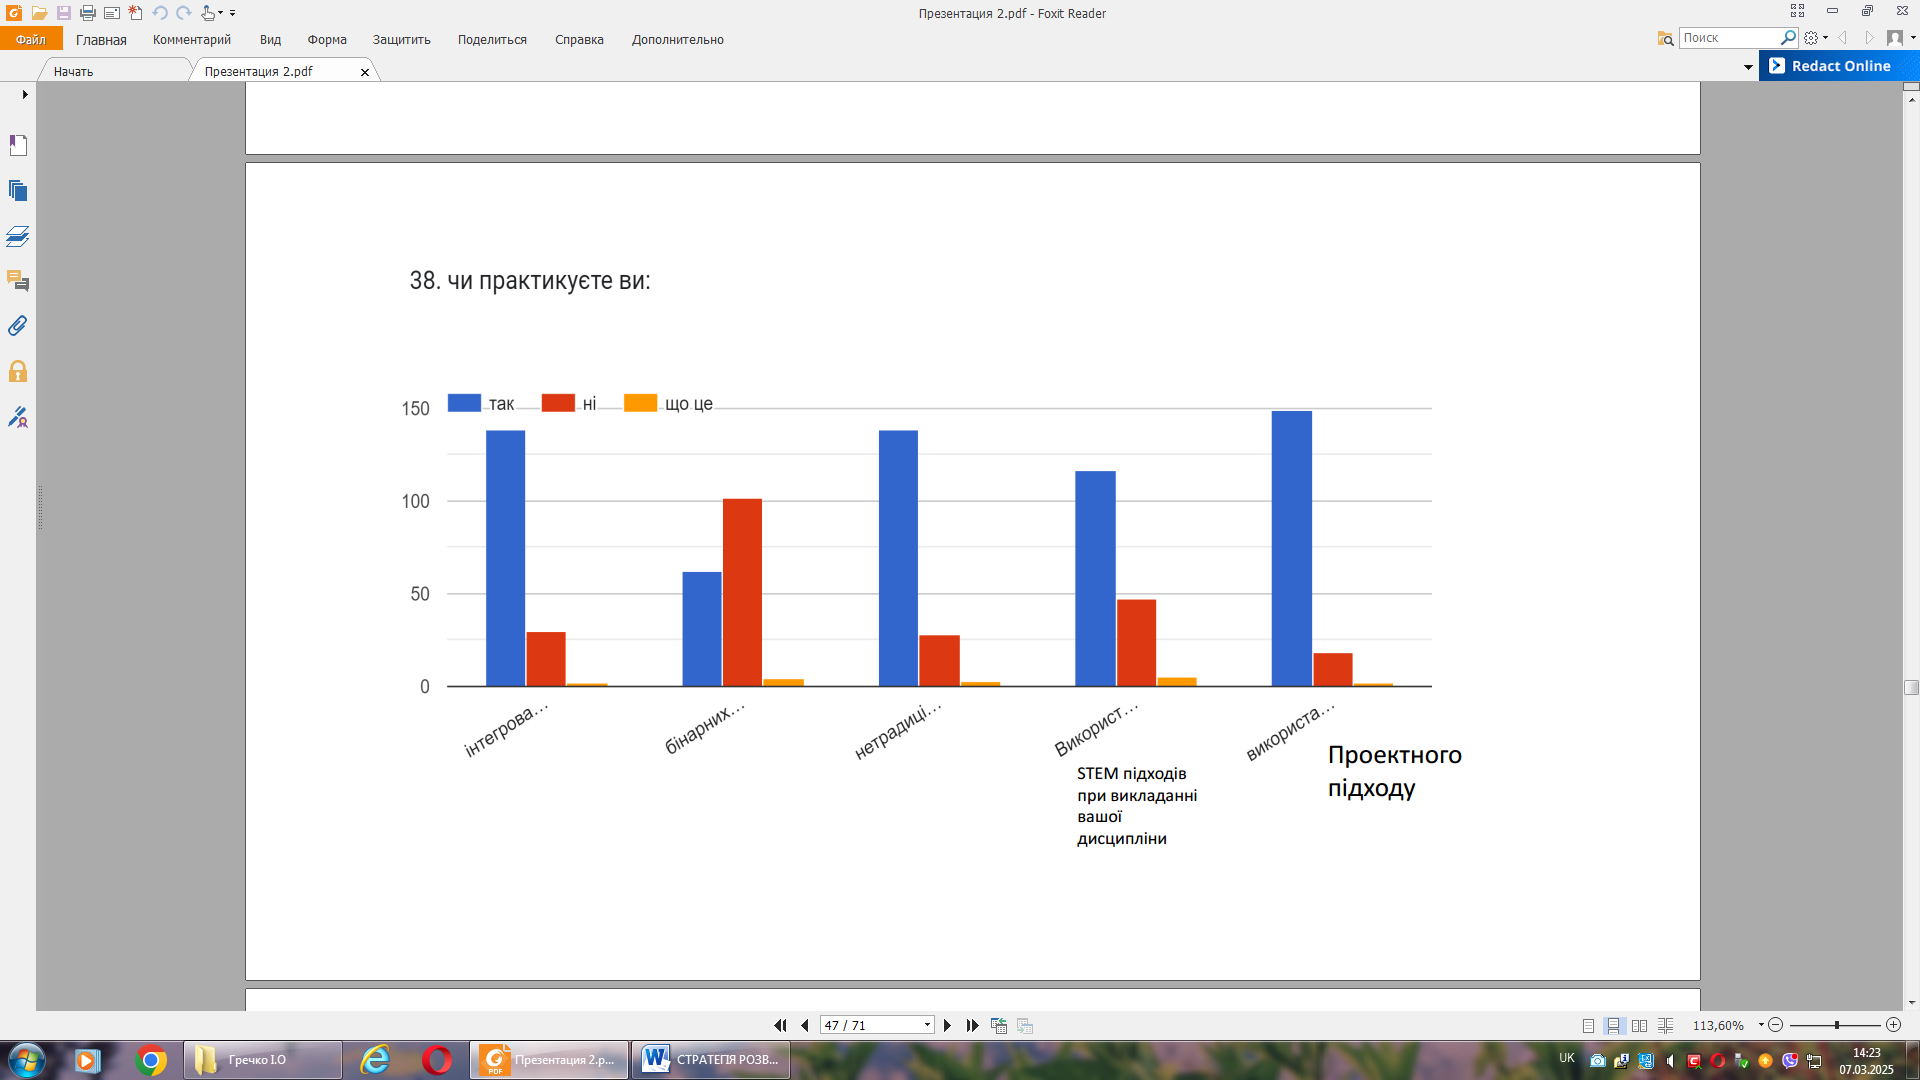 Презентация 2.pdf - Foxit Reader
Файл
Главная
Комментарий
Вид
Форма
Защитить
Поделиться
Справка
Дополнительно
Поиск
Начать
Презентация 2.pdf
Redact Online
38. чи практикуєте ви:
так
ні
що це
150
100
50
0
інтегрова...
бінарних...
нетрадиці...
Використ...
використа...
STEM підходів
при викладанні
вашої
дисципліни
Проектного
підходу
47 / 71
113,60%
Гречко І.О
Презентация 2.p...
СТРАТЕГІЯ РОЗВ...
UK
14:23
07.03.2025